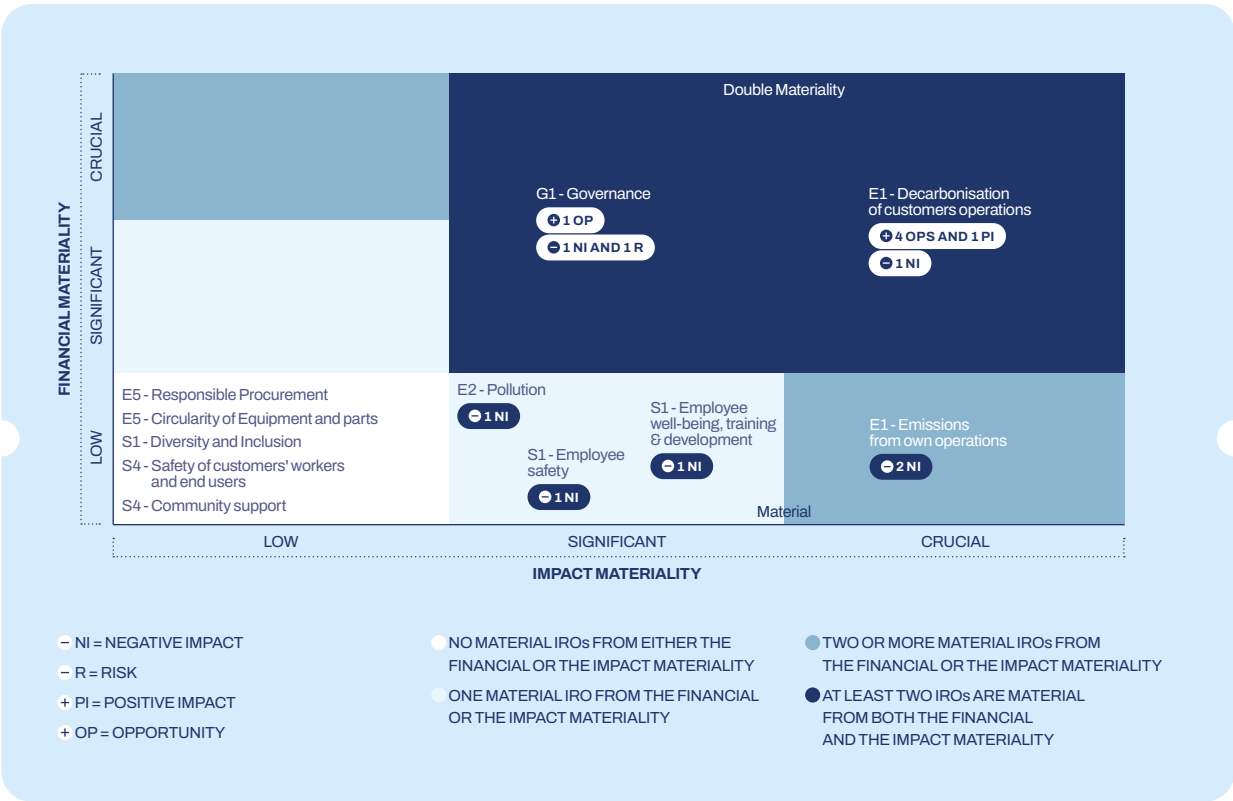 Double Materiality
FINANCIAL MATERIALITY
CRUCIAL
SIGNIFICANT
LOW
G1 - Governance
+ 1 OP
− 1 NI AND 1 R
E1 - Decarbonisation
of customers operations
+ 4 OPS AND 1 PI
− 1 NI
E5 - Responsible Procurement
E5 - Circularity of Equipment and parts
S1 - Diversity and Inclusion
S4 - Safety of customers' workers
and end users
S4 - Community support
E2 - Pollution
− 1 NI
S1 - Employee
safety
− 1 NI
S1 - Employee
well-being, training
& development
− 1 NI
E1 - Emissions
from own operations
− 2 NI
Material
LOW
SIGNIFICANT
CRUCIAL
IMPACT MATERIALITY
− NI = NEGATIVE IMPACT
− R = RISK
+ PI = POSITIVE IMPACT
+ OP = OPPORTUNITY
NO MATERIAL IROs FROM EITHER THE
FINANCIAL OR THE IMPACT MATERIALITY
ONE MATERIAL IRO FROM THE FINANCIAL
OR THE IMPACT MATERIALITY
TWO OR MORE MATERIAL IROs FROM
THE FINANCIAL OR THE IMPACT MATERIALITY
AT LEAST TWO IROs ARE MATERIAL
FROM BOTH THE FINANCIAL
AND THE IMPACT MATERIALITY